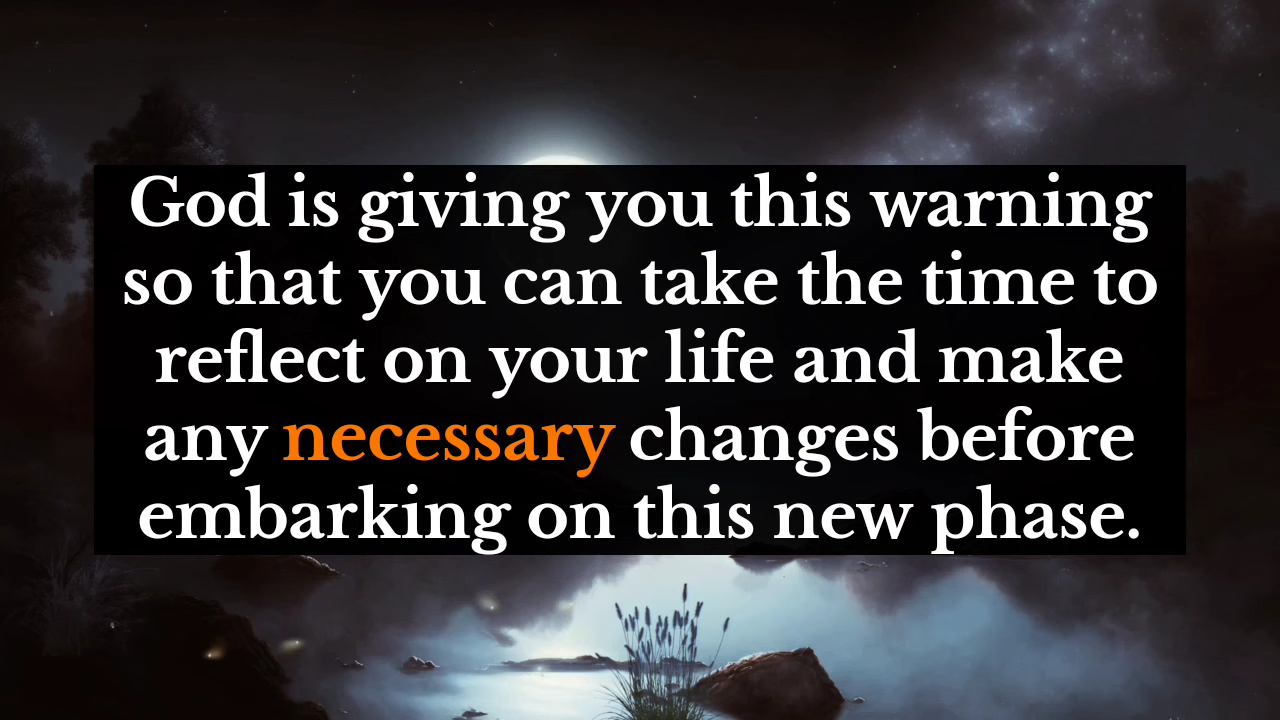 God is giving you this warning
so that you can take the time to
reflect on your life and make
any necessary changes before
embarking on this new phase.